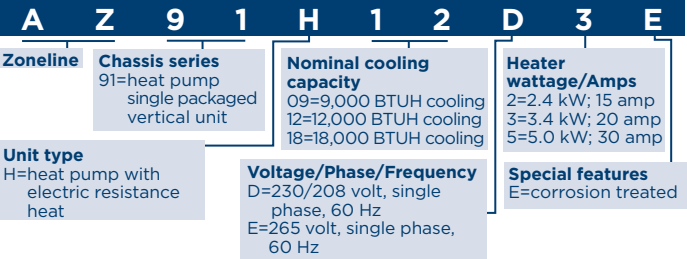 A Z 9 1 H 1 2 D 3 E
Zoneline
Chassis series
91=heat pump
single packaged
vertical unit
Unit type
H=heat pump with
electric resistance
heat
Nominal cooling
capacity
09=9,000 BTUH cooling
12=12,000 BTUH cooling
18=18,000 BTUH cooling
Voltage/Phase/Frequency
D=230/208 volt, single
phase, 60 Hz
E=265 volt, single phase,
60 Hz
Heater
wattage/Amps
2=2.4 kW; 15 amp
3=3.4 kW; 20 amp
5=5.0 kW; 30 amp
Special features
E=corrosion treated